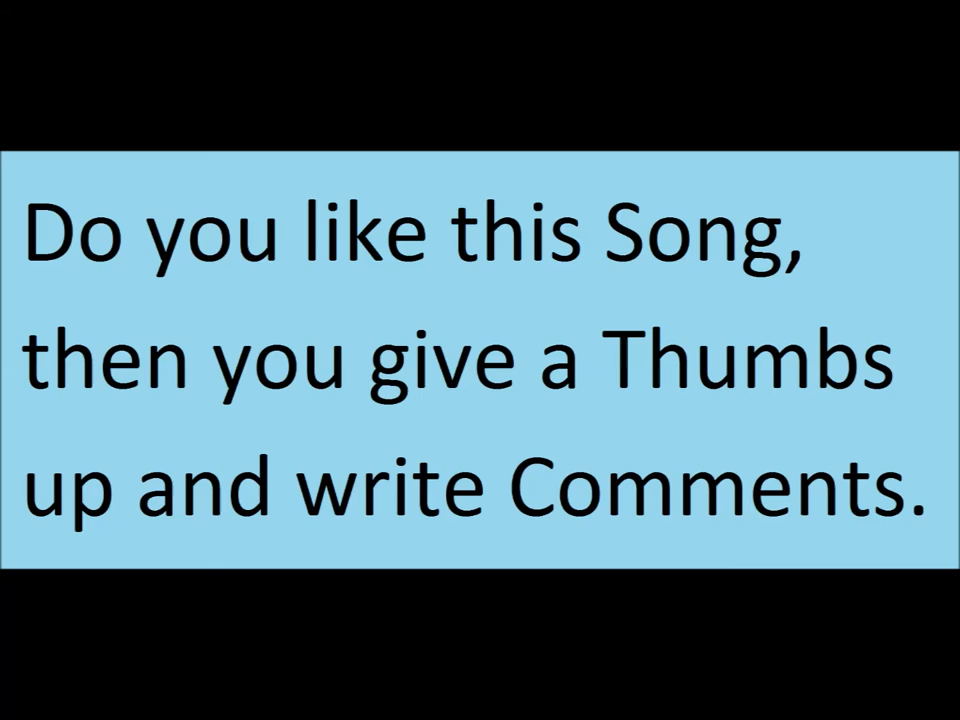 Do you like this Song,
then you give a Thumbs
up and write Comments.